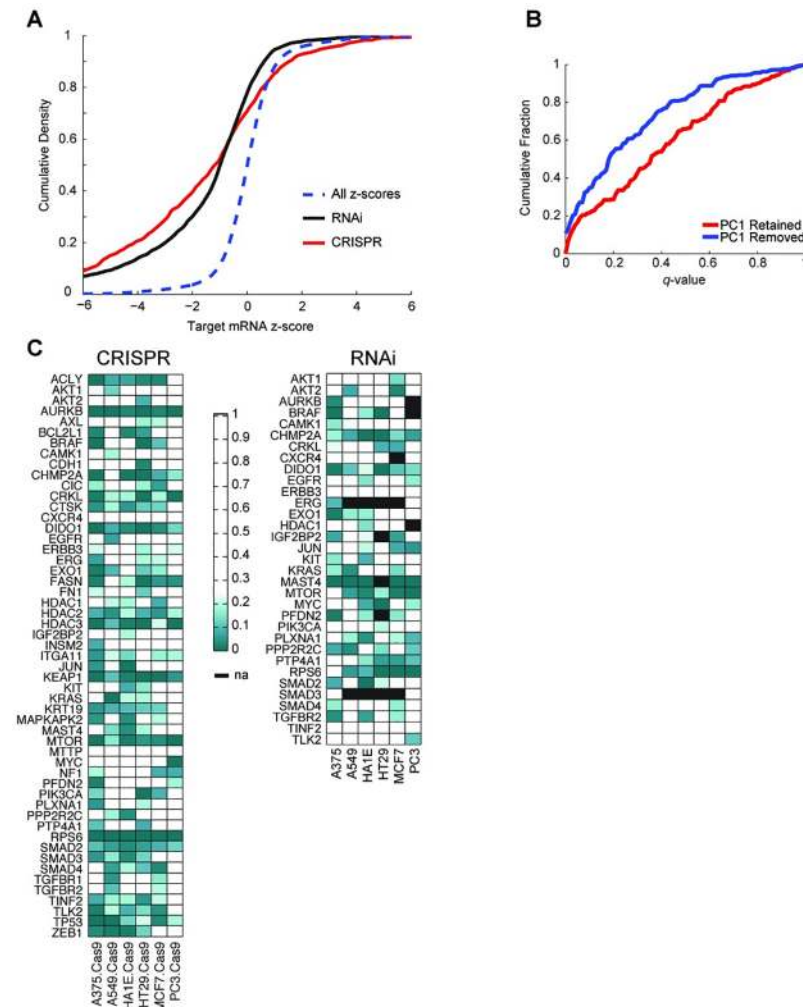 A
Cumulative Density
1
0.8
0.6
0.4
0.2
0
−6
−4
−2
0
2
4
6
Target mRNA z-score
All z-scores
RNAi
CRISPR
B
Cumulative Fraction
1
0.8
0.6
0.4
0.2
0
0
0.2
0.4
0.6
0.8
1
q-value
PC1 Retained
PC1 Removed
C
CRISPR
ACLY
AKT1
AKT2
AURKB
AXL
BCL2L1
BRAF
CAMK1
CDH1
CHMP2A
CIC
CRKL
CTSK
CXCR4
DIDO1
EGFR
ERBB3
ERG
EXO1
FASN
FN1
HDAC1
HDAC2
HDAC3
IGF2BP2
INSM2
ITGA11
JUN
KEAP1
KIT
KRAS
KRT19
MAPKAPK2
MAST4
MTOR
MTTP
MYC
NF1
PFDN2
PIK3CA
PLXNA1
PPP2R2C
PTP4A1
RPS6
SMAD2
SMAD3
SMAD4
TGFBR1
TGFBR2
TINF2
TLK2
TP53
ZEB1
A375.Cas9
A549.Cas9
HA1E.Cas9
HT29.Cas9
MCF7.Cas9
PC3.Cas9
1
0.9
0.8
0.7
0.6
0.5
0.4
0.3
0.2
0.1
0
na
RNAi
AKT1
AKT2
AURKB
BRAF
CAMK1
CHMP2A
CRKL
CXCR4
DIDO1
EGFR
ERBB3
ERG
EXO1
HDAC1
IGF2BP2
JUN
KIT
KRAS
MAST4
MTOR
MYC
PFDN2
PIK3CA
PLXNA1
PPP2R2C
PTP4A1
RPS6
SMAD2
SMAD3
SMAD4
TGFBR2
TINF2
TLK2
A375
A549
HA1E
HT29
MCF7
PC3